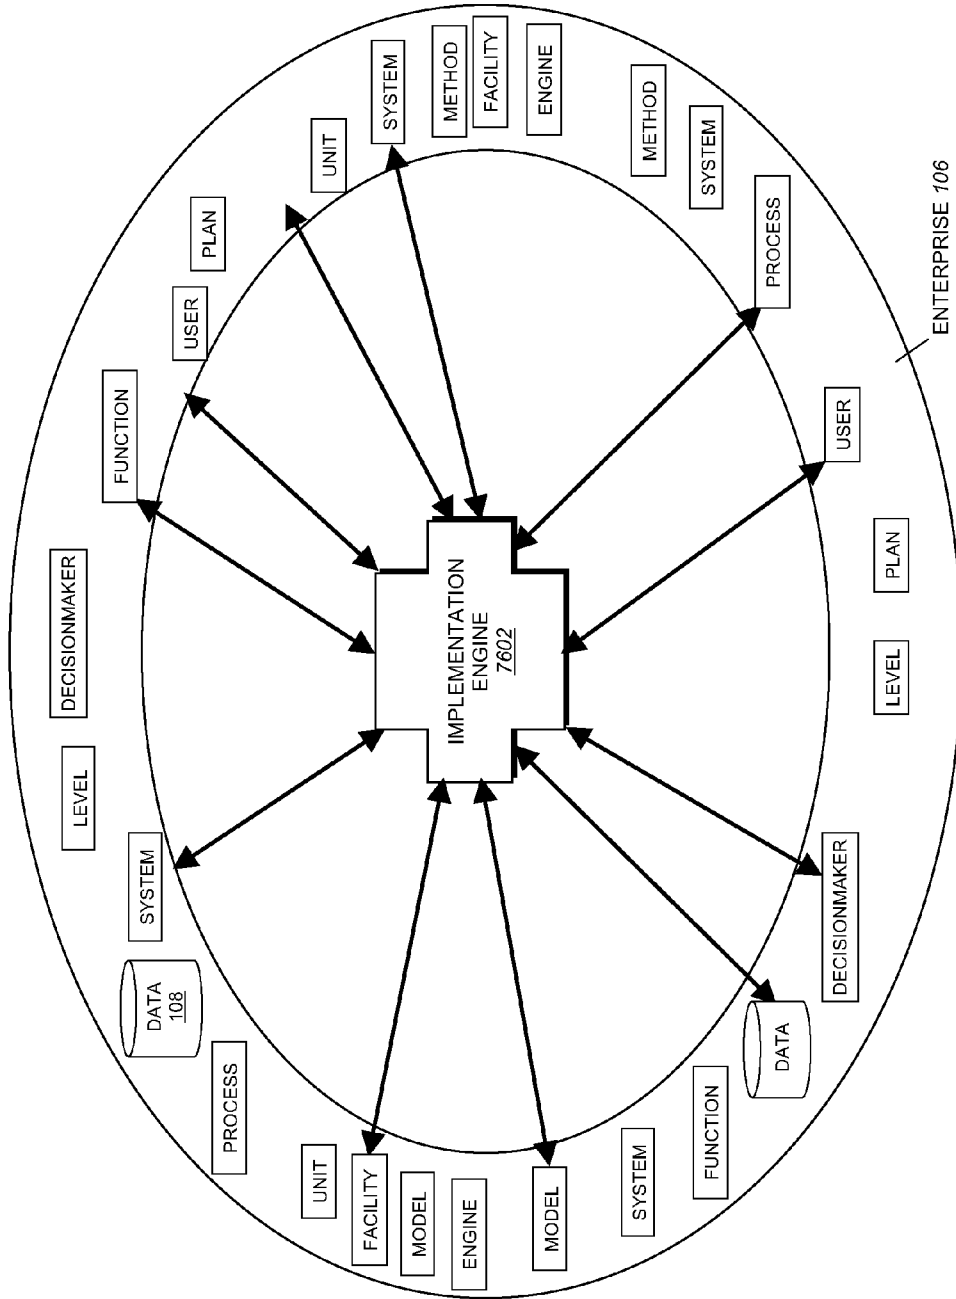 LEVEL
DECISIONMAKER
FUNCTION
SYSTEM
DATA
108
USER
PLAN
PROCESS
UNIT
UNIT
FACILITY
SYSTEM
MODEL
METHOD
IMPLEMENTATION
ENGINE
7602
ENGINE
FACILITY
MODEL
ENGINE
SYSTEM
METHOD
FUNCTION
SYSTEM
DATA
PROCESS
DECISIONMAKER
USER
LEVEL
PLAN
ENTERPRISE 106